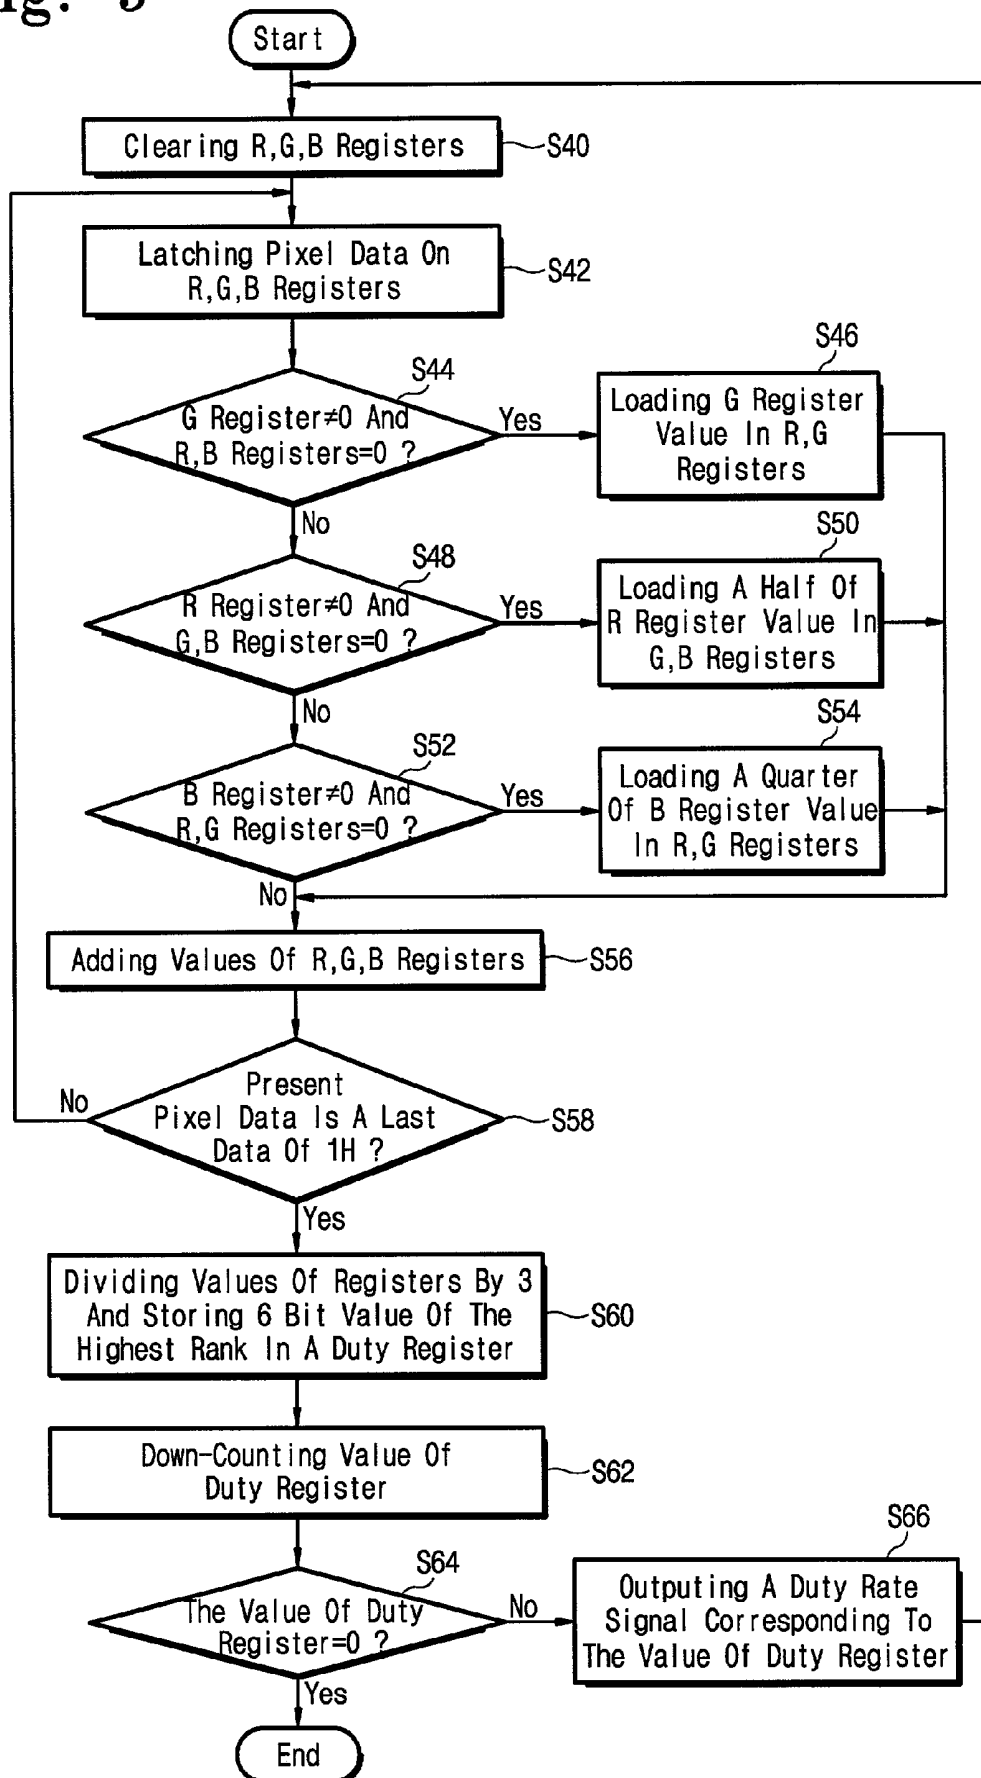 Start
Clearing R,G,B Registers
S40
Latching Pixel Data On
R,G,B Registers
S42
S44
G Register≠0 And
R,B Registers=0 ?
Yes
No
S46
Loading G Register
Value In R,G
Registers
S48
R Register≠0 And
G,B Registers=0 ?
Yes
No
S50
Loading A Half Of
R Register Value In
G,B Registers
S52
B Register≠0 And
R,G Registers=0 ?
Yes
No
S54
Loading A Quarter
Of B Register Value
In R,G Registers
Adding Values Of R,G,B Registers
S56
Present
Pixel Data Is A Last
Data Of 1H ?
No
S58
Yes
Dividing Values Of Registers By 3
And Storing 6 Bit Value Of The
Highest Rank In A Duty Register
S60
Down-Counting Value Of
Duty Register
S62
S64
The Value Of Duty
Register=0 ?
No
Yes
S66
Outputing A Duty Rate
Signal Corresponding To
The Value Of Duty Register
End